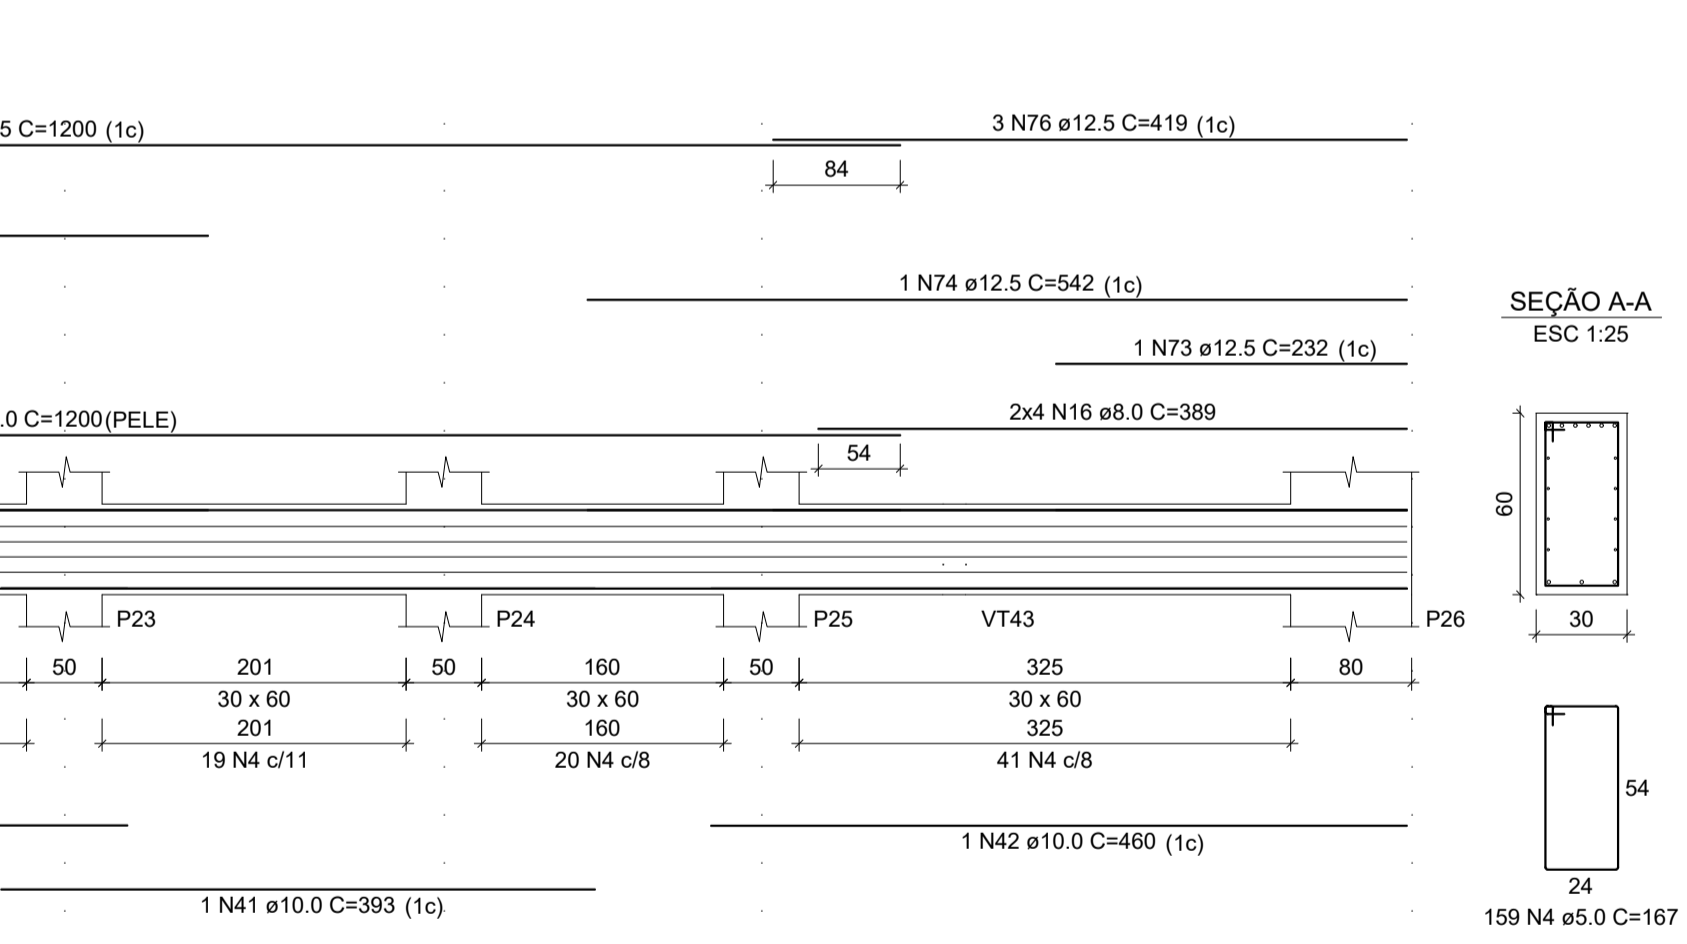 5 C=1200 (1c)
3 N76 ø12.5 C=419 (1c)
84
1 N74 ø12.5 C=542 (1c)
SEÇÃO A-A
ESC 1:25
1 N73 ø12.5 C=232 (1c)
.0 C=1200(PELE)
2x4 N16 ø8.0 C=389
54
60
P23
P24
P25
VT43
P26
30
50
201
50
160
50
325
80
30 x 60
30 x 60
30 x 60
201
160
325
19 N4 c/11
20 N4 c/8
41 N4 c/8
54
1 N42 ø10.0 C=460 (1c)
24
1 N41 ø10.0 C=393 (1c)
159 N4 ø5.0 C=167